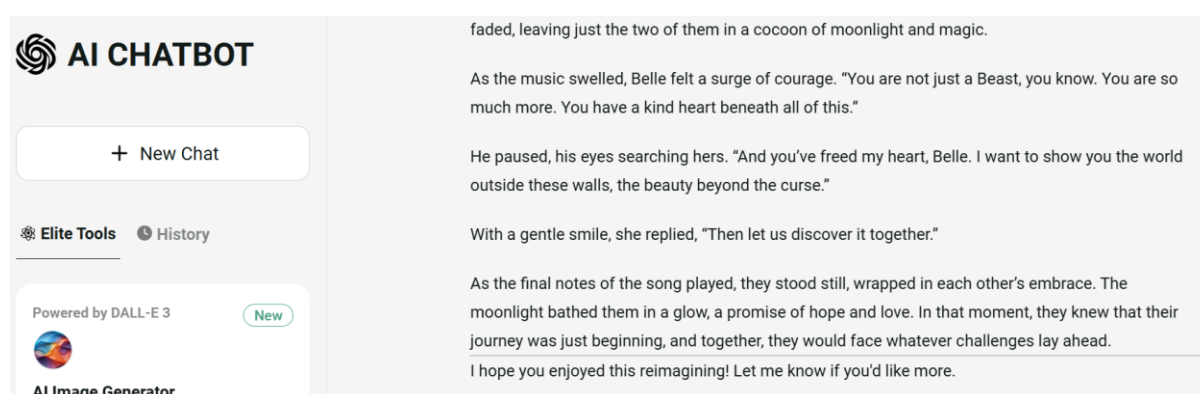 AI CHATBOT
+ New Chat
Elite Tools
History
Powered by DALL-E 3
New
AI Image Generator
faded, leaving just the two of them in a cocoon of moonlight and magic.
As the music swelled, Belle felt a surge of courage. “You are not just a Beast, you know. You are so
much more. You have a kind heart beneath all of this.”
He paused, his eyes searching hers. “And you’ve freed my heart, Belle. I want to show you the world
outside these walls, the beauty beyond the curse.”
With a gentle smile, she replied, “Then let us discover it together.”
As the final notes of the song played, they stood still, wrapped in each other’s embrace. The
moonlight bathed them in a glow, a promise of hope and love. In that moment, they knew that their
journey was just beginning, and together, they would face whatever challenges lay ahead.
I hope you enjoyed this reimagining! Let me know if you'd like more.